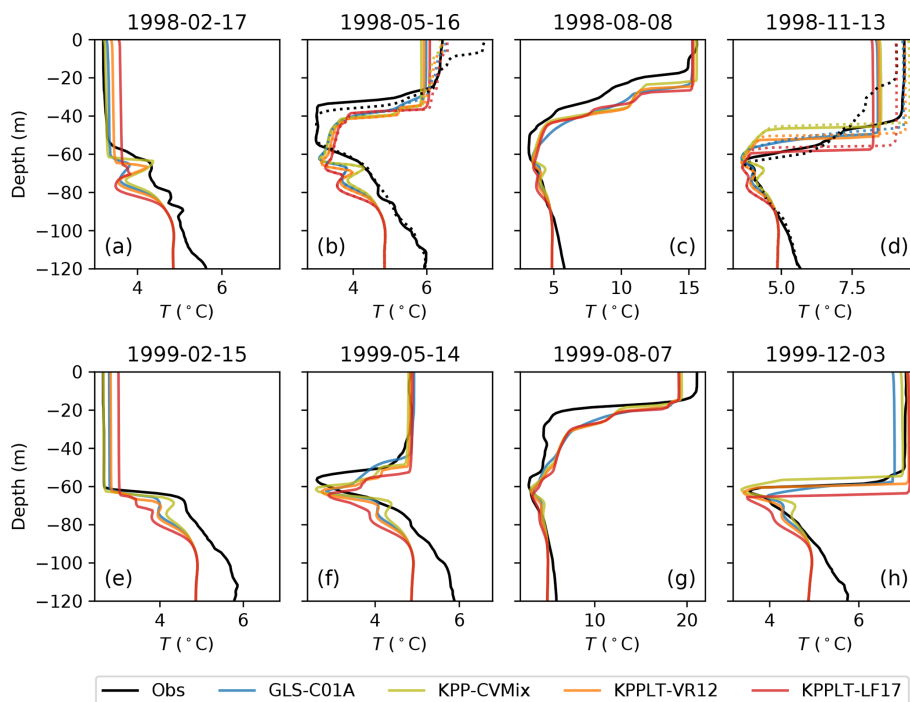 1998-02-17 1998-05-16 1998-08-08 1998-11-13
0
−20
−40
−60
−80
−100
−120
Depth (m)
(a) (b) (c) (d)
4 6 4 6 5 10 15 5.0 7.5
T (°C) T (°C) T (°C) T (°C)
1999-02-15 1999-05-14 1999-08-07 1999-12-03
0
−20
−40
−60
−80
−100
−120
Depth (m)
(e) (f) (g) (h)
4 6 4 6 10 20 4 6
T (°C) T (°C) T (°C) T (°C)
Obs GLS-C01A KPP-CVMix KPPLT-VR12 KPPLT-LF17